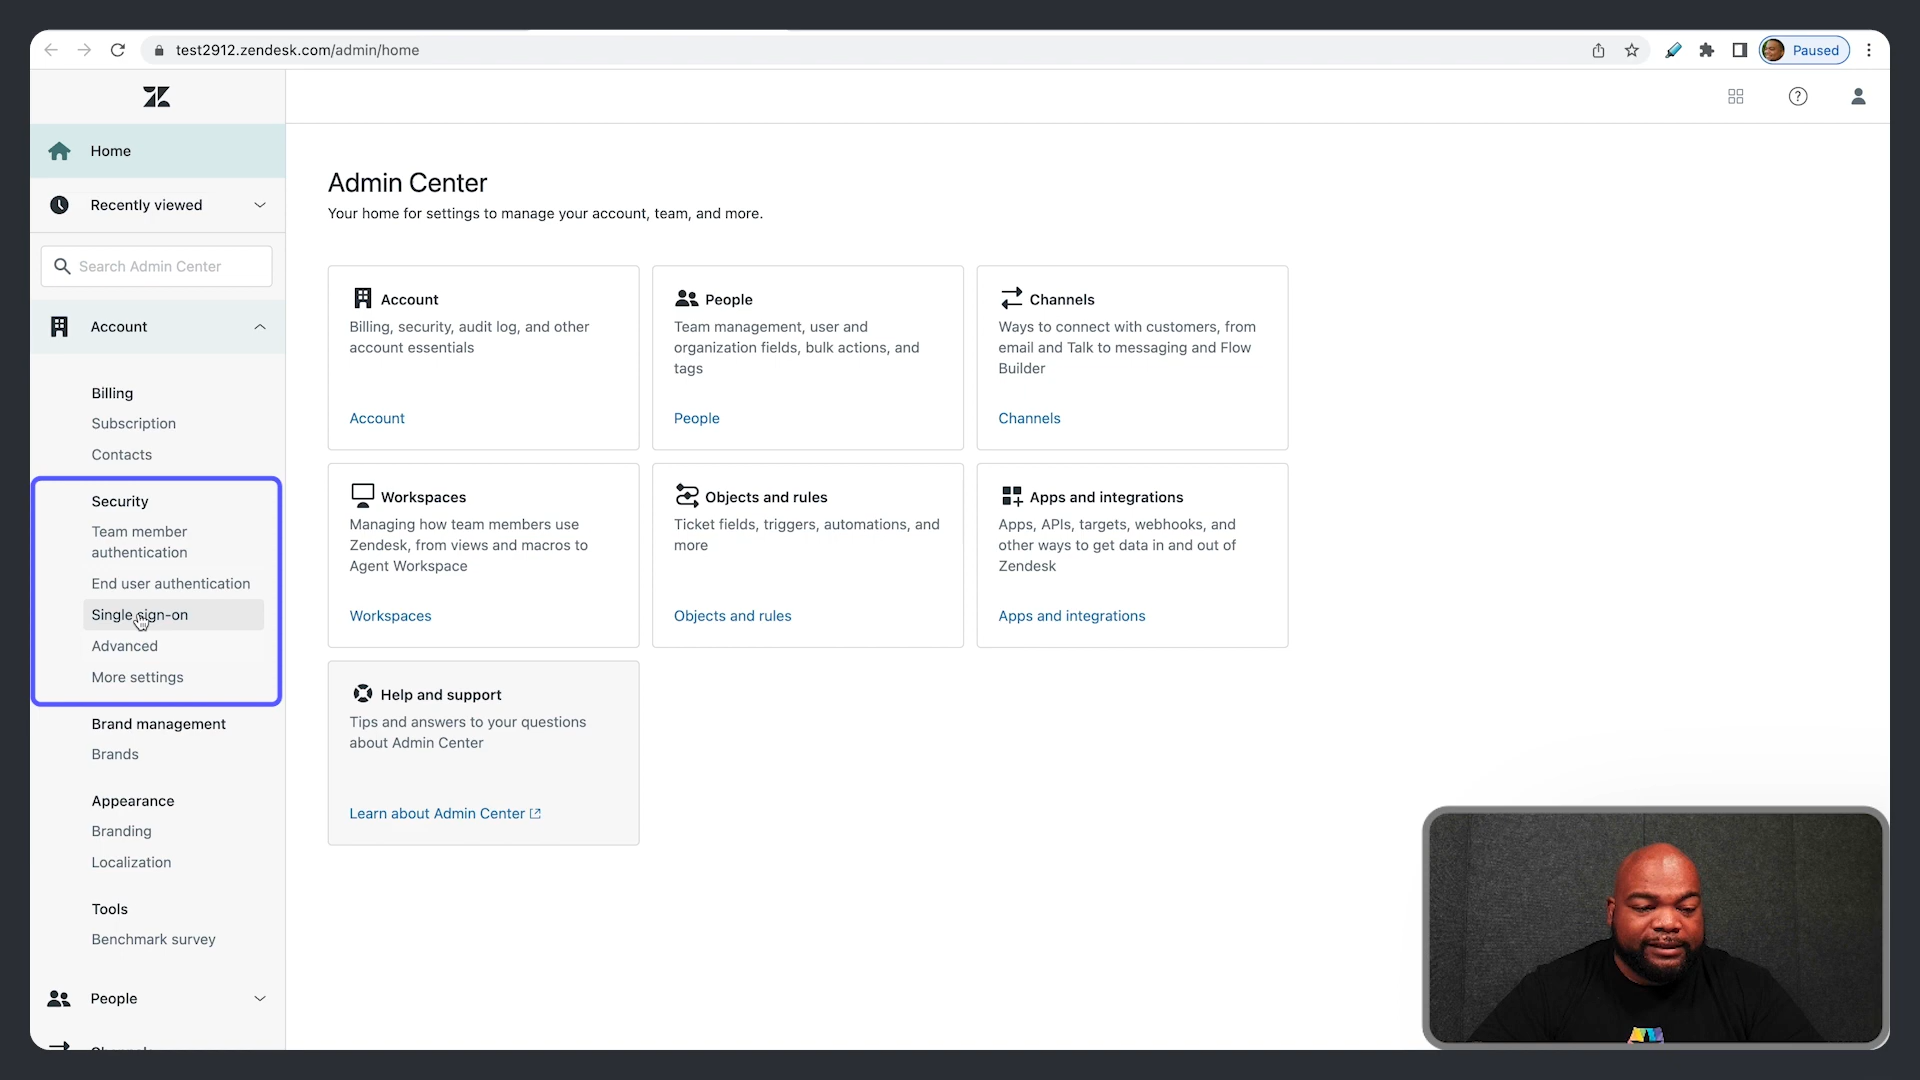 test2912.zendesk.com/admin/home
Paused
Home
Recently viewed
Search Admin Center
Account
Billing
Subscription
Contacts
Security
Team member
authentication
End user authentication
Single sign-on
Advanced
More settings
Brand management
Brands
Appearance
Branding
Localization
Tools
Benchmark survey
People
Admin Center
Your home for settings to manage your account, team, and more.
Account
Billing, security, audit log, and other
account essentials
Account
People
Team management, user and
organization fields, bulk actions, and
tags
People
Channels
Ways to connect with customers, from
email and Talk to messaging and Flow
Builder
Channels
Workspaces
Managing how team members use
Zendesk, from views and macros to
Agent Workspace
Workspaces
Objects and rules
Ticket fields, triggers, automations, and
more
Objects and rules
Apps and integrations
Apps, APIs, targets, webhooks, and
other ways to get data in and out of
Zendesk
Apps and integrations
Help and support
Tips and answers to your questions
about Admin Center
Learn about Admin Center